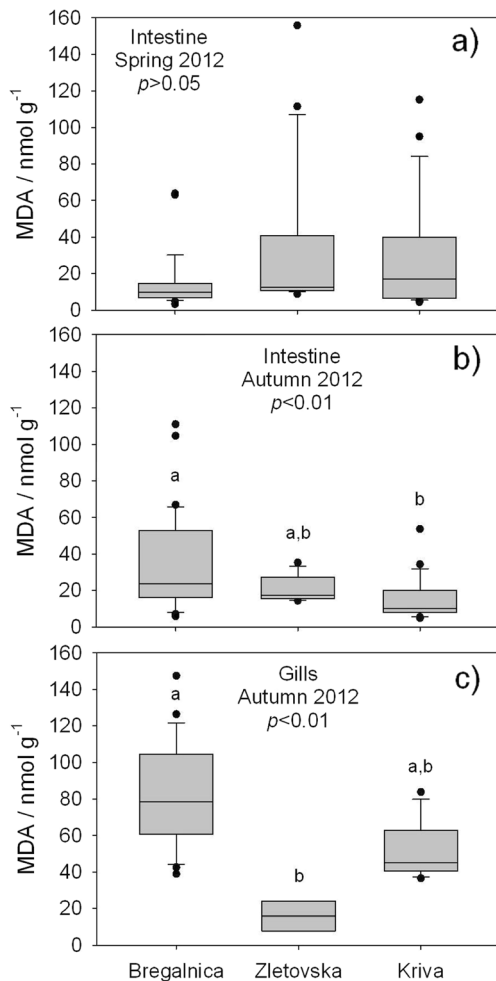 a)
Intestine
Spring 2012
p>0.05
MDA / nmol g⁻¹
160
140
120
100
80
60
40
20
0
b)
Intestine
Autumn 2012
p<0.01
MDA / nmol g⁻¹
160
140
120
100
80
60
40
20
0
a
a,b
b
c)
Gills
Autumn 2012
p<0.01
MDA / nmol g⁻¹
160
140
120
100
80
60
40
20
0
a
b
a,b
Bregalnica Zletovska Kriva